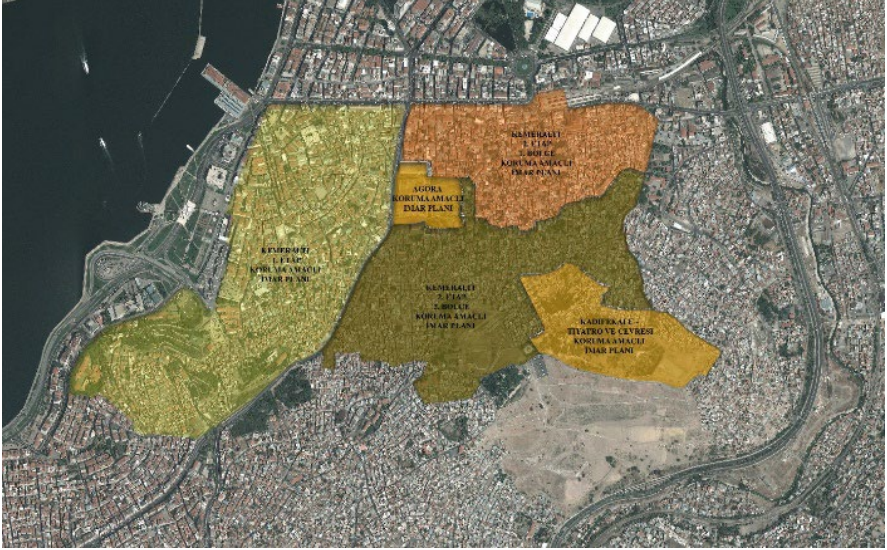 KEMERALTI
2. ETAP
1. BÖLGE
KORUMA AMAÇLI
İMAR PLANI
AGORA
KORUMA AMAÇLI
İMAR PLANI
KEMERALTI
1. ETAP
KORUMA AMAÇLI
İMAR PLANI
KEMERALTI
2. ETAP
2. BÖLGE
KORUMA AMAÇLI
İMAR PLANI
KADİFEKALE -
TİYATRO VE ÇEVRESİ
KORUMA AMAÇLI
İMAR PLANI